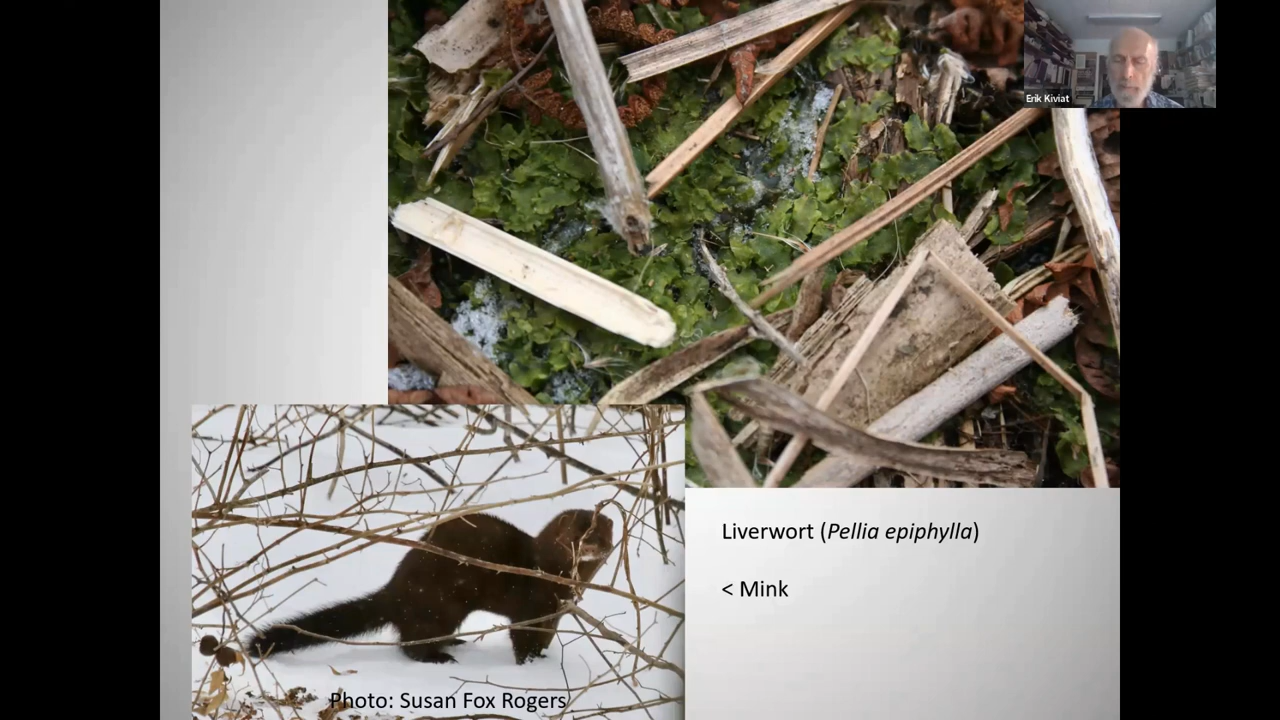 Erik Kiviat
Liverwort (Pellia epiphylla)
< Mink
Photo: Susan Fox Rogers